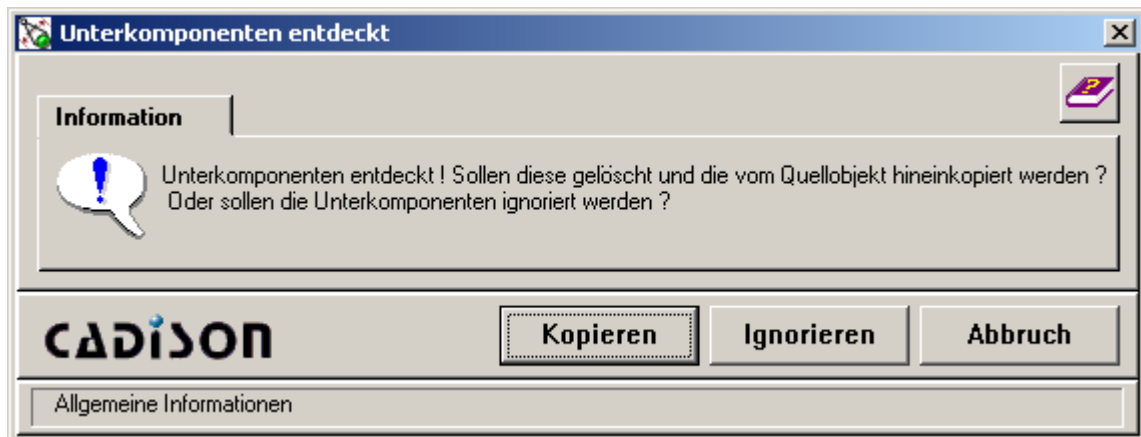 Unterkomponenten entdeckt
Information
Unterkomponenten entdeckt ! Sollen diese gelöscht und die vom Quellobjekt hineinkopiert werden ?
Oder sollen die Unterkomponenten ignoriert werden ?
CADISON
Kopieren
Ignorieren
Abbruch
Allgemeine Informationen